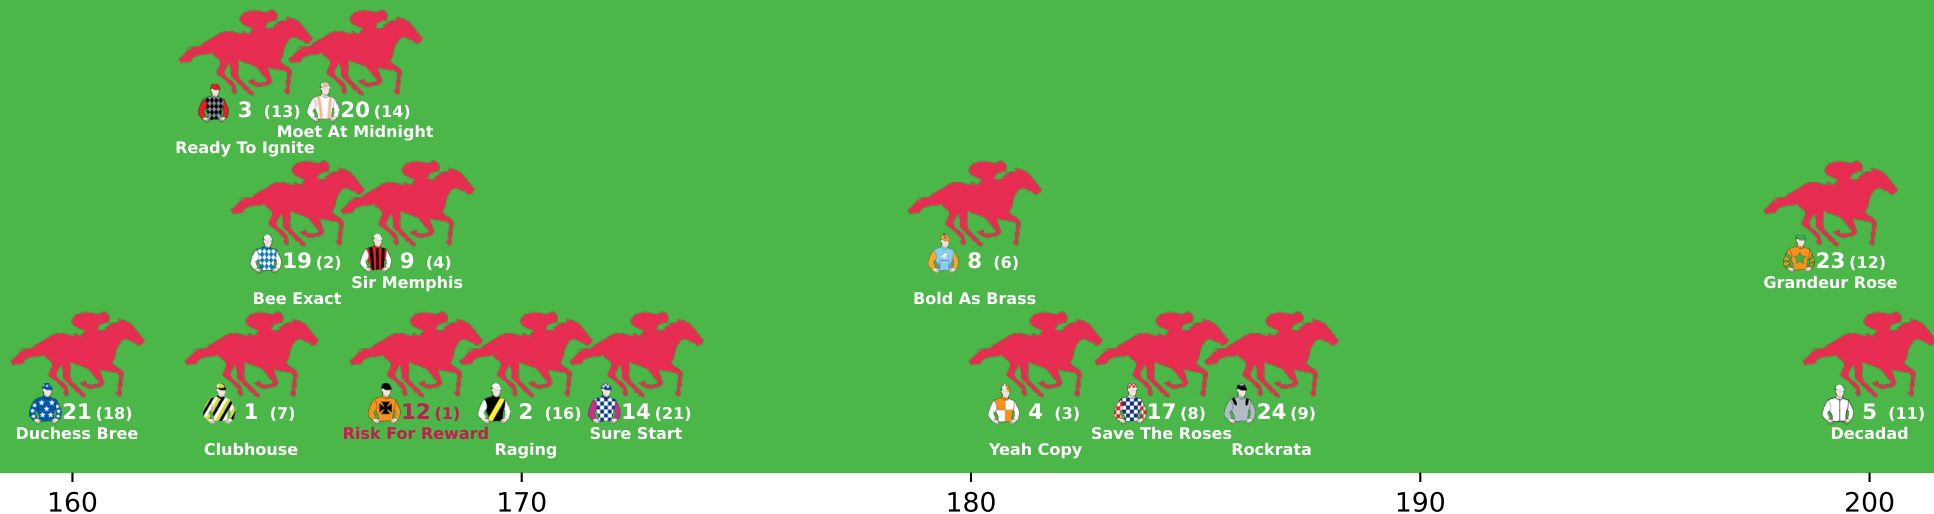 3 (13) 20 (14)
Moet At Midnight
Ready To Ignite
19 (2) 9 (4) 8 (6) 23 (12)
Sir Memphis Grandeur Rose
Bee Exact Bold As Brass
21 (18) 1 (7) 12 (1) 2 (16) 14 (21) 4 (3) 17 (8) 24 (9) 5 (11)
Duchess Bree Risk For Reward Sure Start Save The Roses Decadad
Clubhouse Raging Yeah Copy Rockrata
160 170 180 190 200